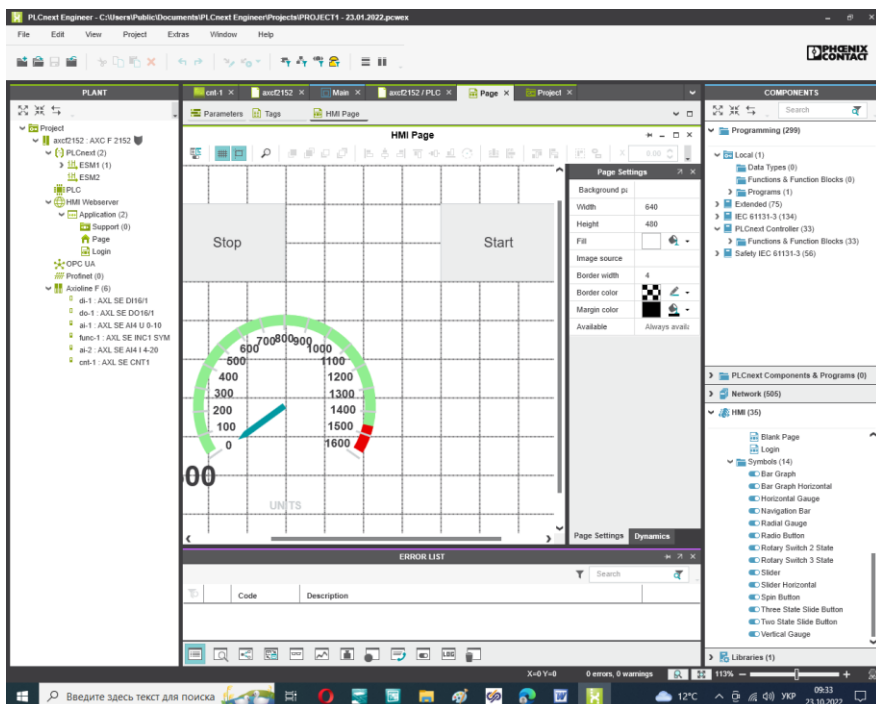 PLCnext Engineer - C:\Users\Public\Documents\PLCnext Engineer\Projects\PROJECT1 - 23.01.2022.pcwex
File Edit View Project Extras Window Help
PHŒNIX
CONTACT
PLANT
Project
axcf2152 : AXC F 2152
PLCnext (2)
ESM1 (1)
ESM2
PLC
HMI Webserver
Application (2)
Support (0)
Page
Login
OPC UA
Profinet (0)
Axioline F (6)
di-1 : AXL SE DI16/1
do-1 : AXL SE DO16/1
ai-1 : AXL SE AI4 U 0-10
func-1 : AXL SE INC1 SYM
ai-2 : AXL SE AI4 I 4-20
cnt-1 : AXL SE CNT1
cnt-1 axcf2152 Main axcf2152 / PLC Page Project
Parameters Tags HMI Page
HMI Page
0.00
Stop
Start
0
100
200
300
400
500
600
700
800
900
1000
1100
1200
1300
1400
1500
1600
00
UNITS
Page Settings
Background pa
Width 640
Height 480
Fill
Image source
Border width 4
Border color
Margin color
Available Always availa
Page Settings Dynamics
ERROR LIST
Search
Code Description
LOG
COMPONENTS
Search
Programming (299)
Local (1)
Data Types (0)
Functions & Function Blocks (0)
Programs (1)
Extended (75)
IEC 61131-3 (134)
PLCnext Controller (33)
Functions & Function Blocks (33)
Safety IEC 61131-3 (56)
PLCnext Components & Programs (0)
Network (505)
HMI (35)
Blank Page
Login
Symbols (14)
Bar Graph
Bar Graph Horizontal
Horizontal Gauge
Navigation Bar
Radial Gauge
Radio Button
Rotary Switch 2 State
Rotary Switch 3 State
Slider
Slider Horizontal
Spin Button
Three State Slide Button
Two State Slide Button
Vertical Gauge
Libraries (1)
X=0 Y=0 0 errors, 0 warnings 113%
Введите здесь текст для поиска
12°C УКР 09:33
23.10.2022